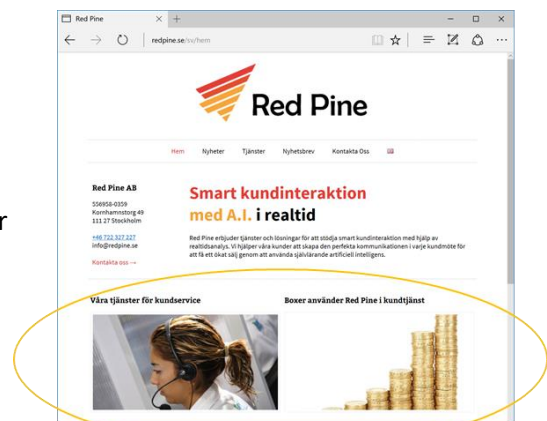 Red Pine
redpine.se/sv/hem
Red Pine
Hem Nyheter Tjänster Nyhetsbrev Kontakta Oss
Red Pine AB
556958-0359
Kornhamnstorg 49
111 27 Stockholm
+46 722 327 227
info@redpine.se
Kontakta oss →
Smart kundinteraktion
med A.I. i realtid
Red Pine erbjuder tjänster och lösningar för att stödja smart kundinteraktion med hjälp av
realtidsanalys. Vi hjälper våra kunder att skapa den perfekta kommunikationen i varje kundmöte för
att få ett ökat sälj genom att använda självlärande artificiell intelligens.
r
Våra tjänster för kundservice
Boxer använder Red Pine i kundtjänst